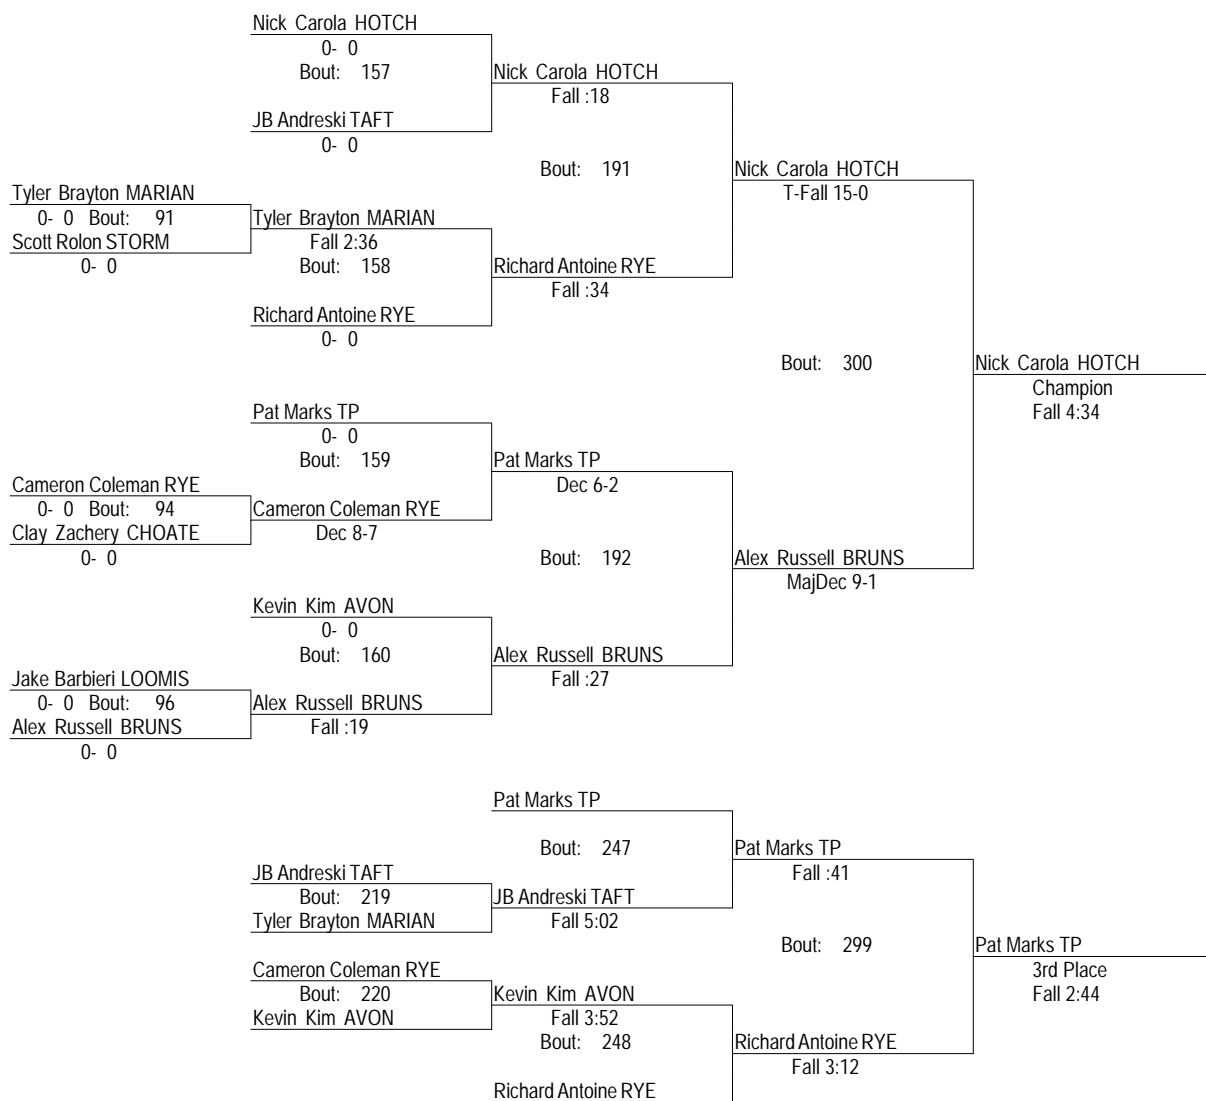 Nick Carola HOTCH
0- 0
Bout: 157
Nick Carola HOTCH
Fall :18
JB Andreski TAFT
0- 0
Bout: 191
Nick Carola HOTCH
T-Fall 15-0
Tyler Brayton MARIAN
0- 0 Bout: 91
Tyler Brayton MARIAN
Scott Rolon STORM
Fall 2:36
0- 0
Bout: 158
Richard Antoine RYE
Fall :34
Richard Antoine RYE
0- 0
Bout: 300
Nick Carola HOTCH
Champion
Fall 4:34
Pat Marks TP
0- 0
Bout: 159
Pat Marks TP
Dec 6-2
Cameron Coleman RYE
0- 0 Bout: 94
Cameron Coleman RYE
Clay Zachery CHOATE
Dec 8-7
0- 0
Bout: 192
Alex Russell BRUNS
MajDec 9-1
Kevin Kim AVON
0- 0
Bout: 160
Alex Russell BRUNS
Fall :27
Jake Barbieri LOOMIS
0- 0 Bout: 96
Alex Russell BRUNS
Alex Russell BRUNS
Fall :19
0- 0
Pat Marks TP
Bout: 247
Pat Marks TP
Fall :41
JB Andreski TAFT
Bout: 219
JB Andreski TAFT
Tyler Brayton MARIAN
Fall 5:02
Bout: 299
Pat Marks TP
3rd Place
Fall 2:44
Cameron Coleman RYE
Bout: 220
Kevin Kim AVON
Kevin Kim AVON
Fall 3:52
Bout: 248
Richard Antoine RYE
Fall 3:12
Richard Antoine RYE